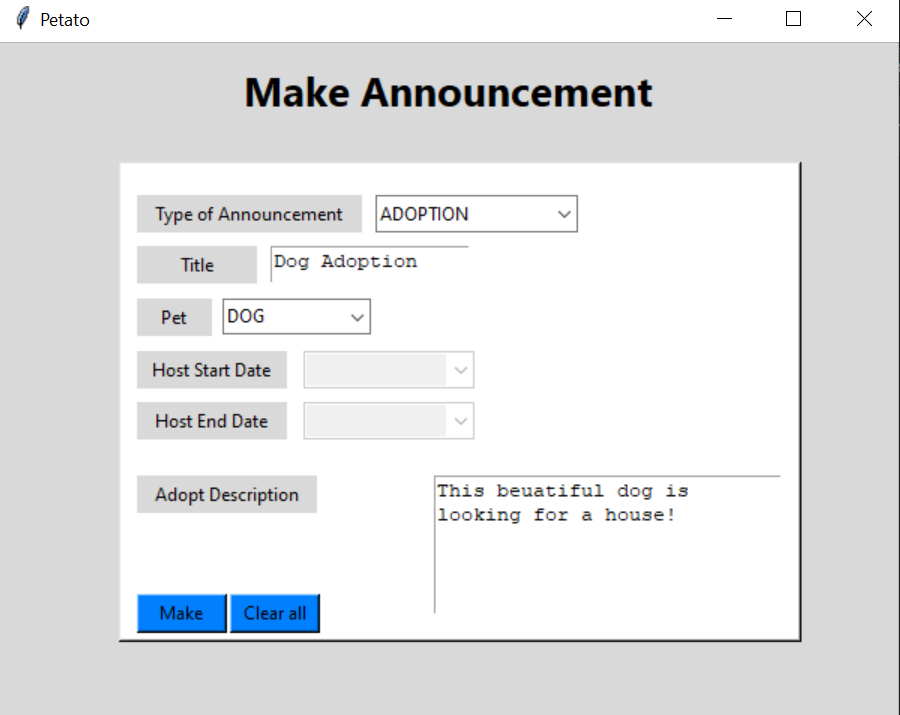 Petato
Make Announcement
Type of Announcement ADOPTION
Title Dog Adoption
Pet DOG
Host Start Date
Host End Date
Adopt Description This beuatiful dog is
looking for a house!
Make Clear all